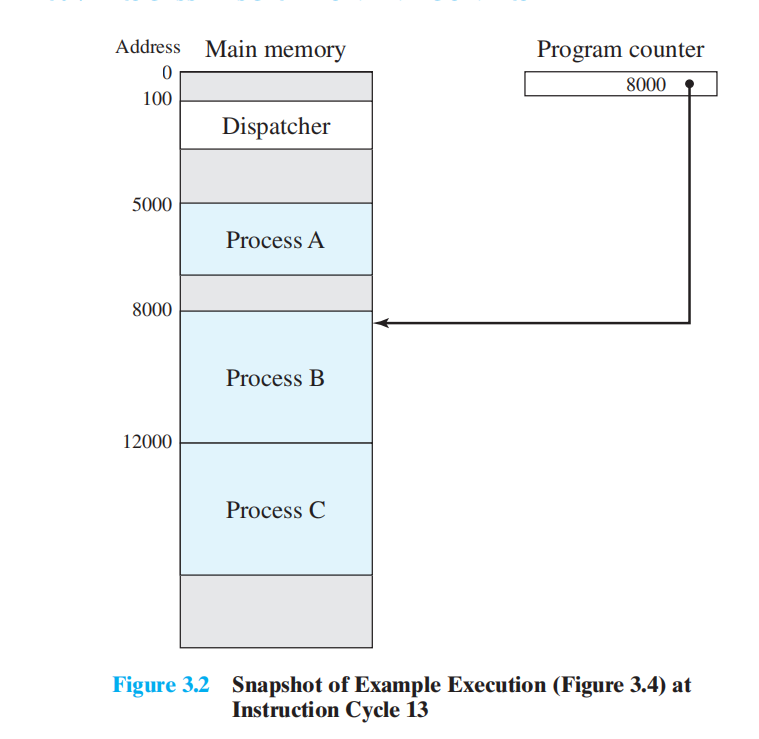 Address Main memory Program counter
0
8000
100
Dispatcher
5000
Process A
8000
Process B
12000
Process C
Figure 3.2 Snapshot of Example Execution (Figure 3.4) at
Instruction Cycle 13